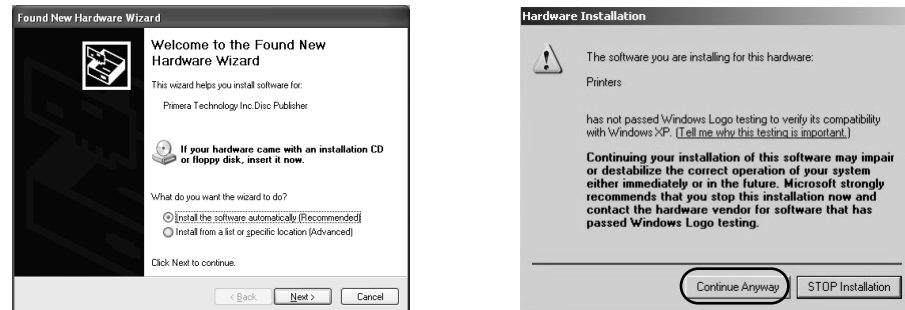 Found New Hardware Wizard
Welcome to the Found New
Hardware Wizard
This wizard helps you install software for:
Primera Technology Inc.Disc Publisher
If your hardware came with an installation CD
or floppy disk, insert it now.
What do you want the wizard to do?
Install the software automatically (Recommended)
Install from a list or specific location (Advanced)
Click Next to continue.
< Back Next > Cancel
Hardware Installation
The software you are installing for this hardware:
Printers
has not passed Windows Logo testing to verify its compatibility
with Windows XP. (Tell me why this testing is important.)
Continuing your installation of this software may impair
or destabilize the correct operation of your system
either immediately or in the future. Microsoft strongly
recommends that you stop this installation now and
contact the hardware vendor for software that has
passed Windows Logo testing.
Continue Anyway STOP Installation